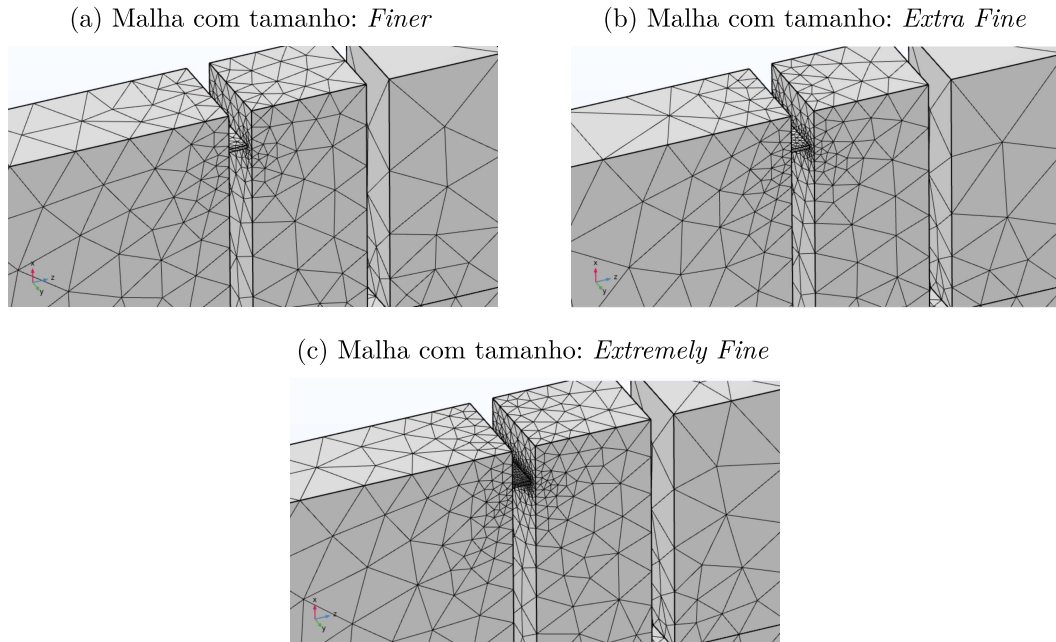 (a) Malha com tamanho: Finer
(b) Malha com tamanho: Extra Fine
x
z
y
x
z
y
(c) Malha com tamanho: Extremely Fine
x
z
y